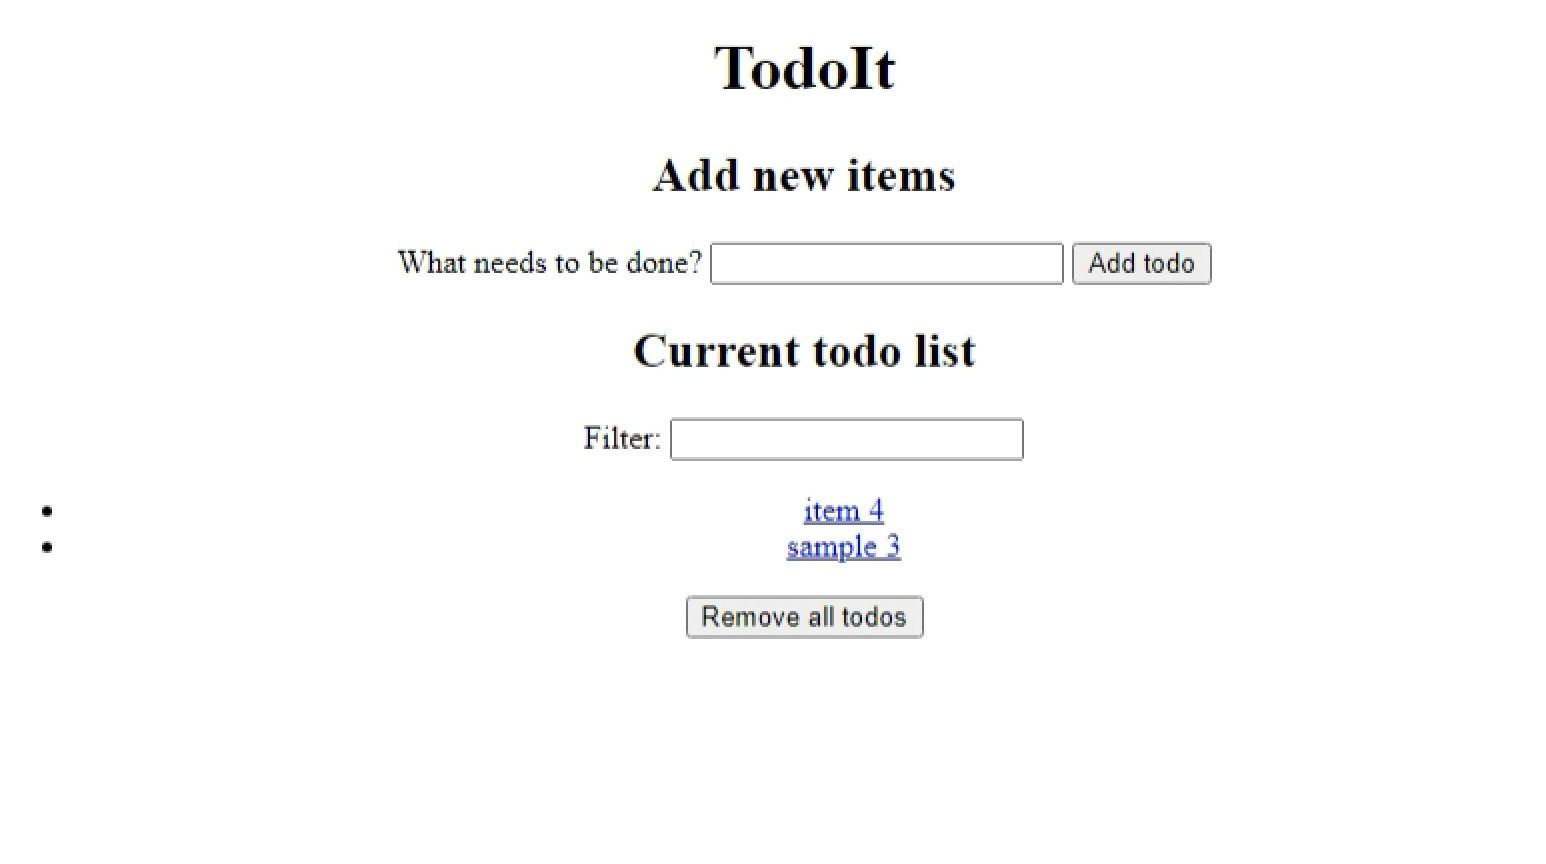 TodoIt
Add new items
What needs to be done? Add todo
Current todo list
Filter:
item 4
sample 3
Remove all todos